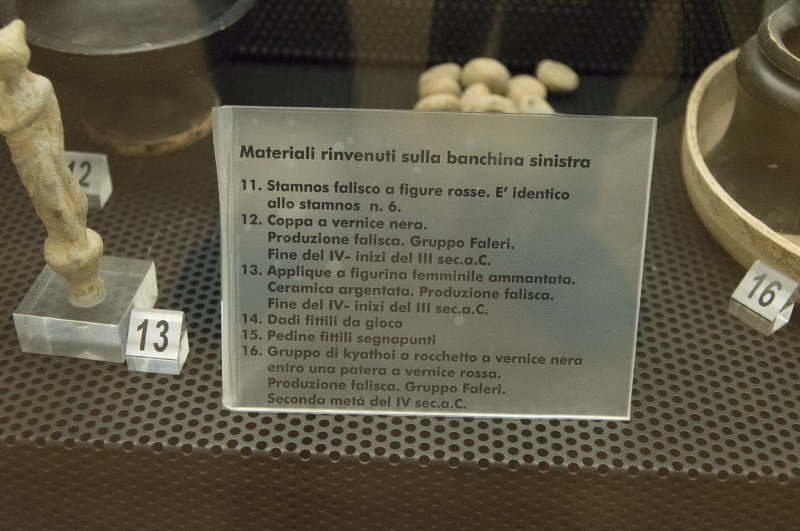 Materiali rinvenuti sulla banchina sinistra
11. Stamnos falisco a figure rosse. E' identico
allo stamnos n. 6.
12. Coppa a vernice nera.
Produzione falisca. Gruppo Faleri.
Fine del IV- inizi del III sec.a.C.
13. Applique a figurina femminile ammantata.
Ceramica argentata. Produzione falisca.
Fine del IV- inizi del III sec.a.C.
14. Dadi fittili da gioco
15. Pedine fittili segnapunti
16. Gruppo di kyathoi a rocchetto a vernice nera
entro una patera a vernice rossa.
Produzione falisca. Gruppo Faleri.
Seconda metà del IV sec.a.C.
12
13
16